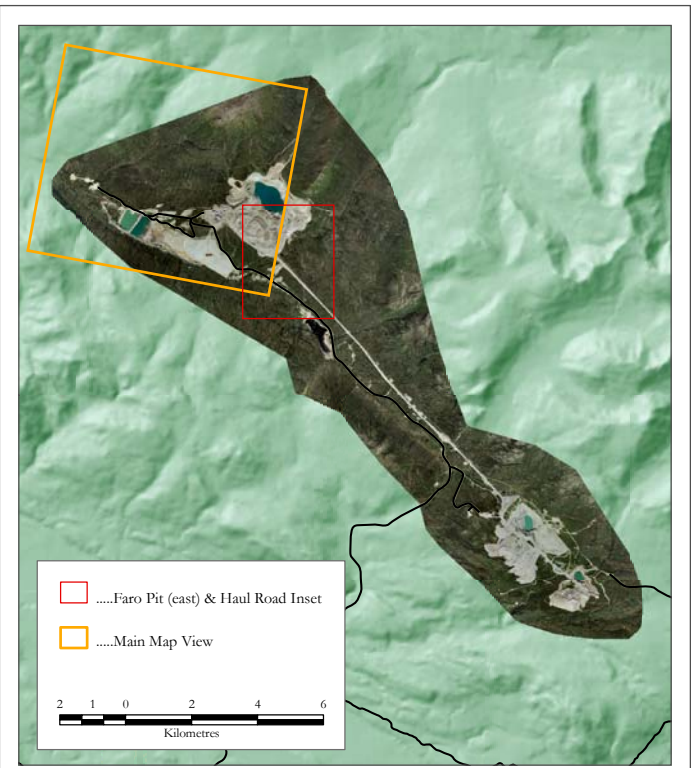 .....Faro Pit (east) & Haul Road Inset
.....Main Map View
2 1 0 2 4 6
Kilometres